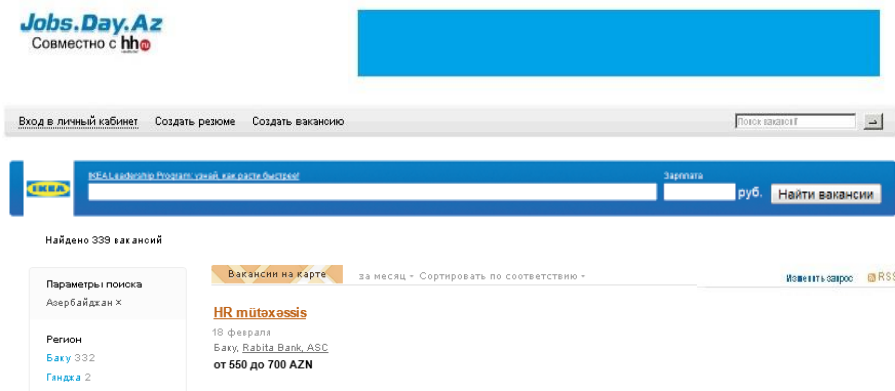 Jobs.Day.Az
Совместно с hh ru
Вход в личный кабинет Создать резюме Создать вакансию Поиск вакансий →
IKEA
IKEA Leadership Program: узнай, как расти быстрее! Зарплата
руб. Найти вакансии
Найдено 339 вакансий
Вакансии на карте за месяц Сортировать по соответствию Изменить запрос RSS
Параметры поиска
Азербайджан ×
HR mütəxəssis
18 февраля
Регион
Баку, Rabita Bank, ASC
Баку 332
от 550 до 700 AZN
Гянджа 2